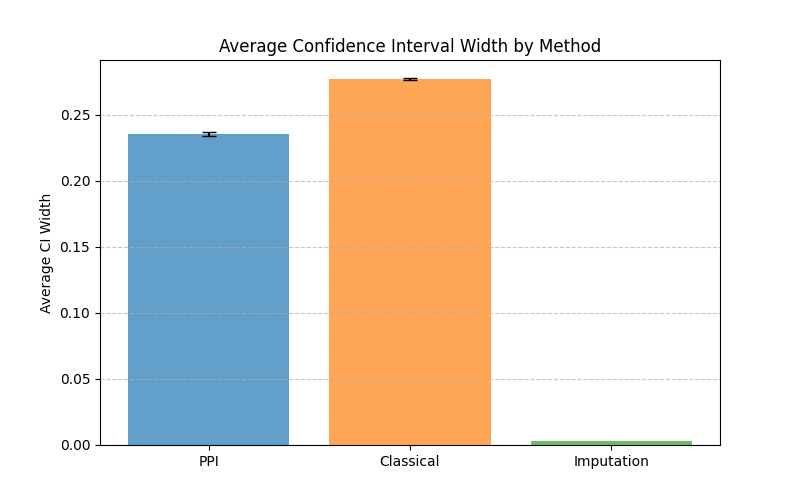 Average Confidence Interval Width by Method
Average CI Width
0.25
0.20
0.15
0.10
0.05
0.00
PPI
Classical
Imputation